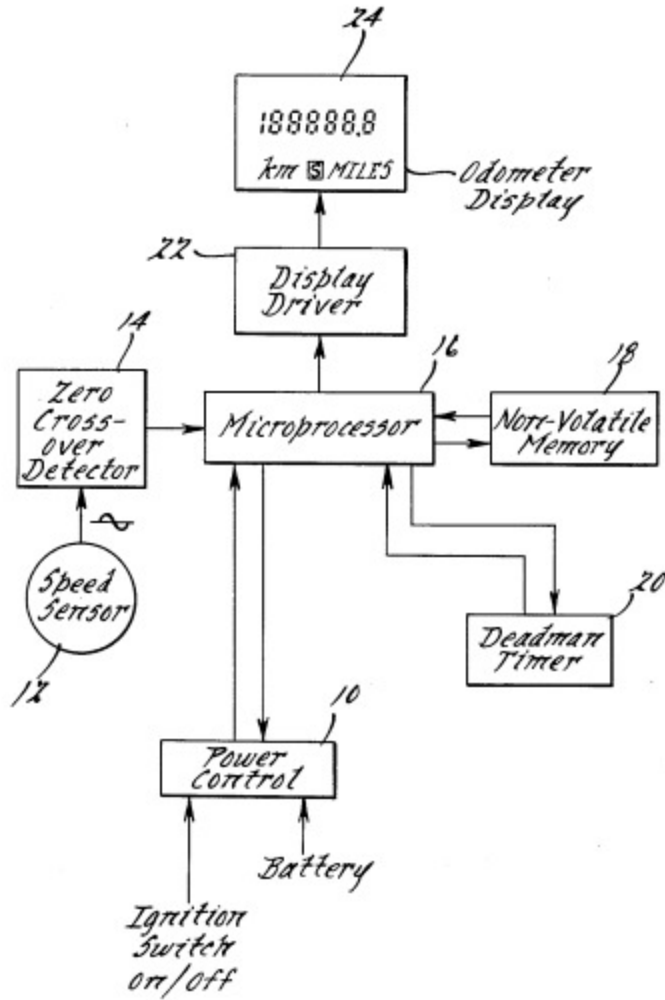 24
188888.8
km S MILES
Odometer
Display
22
Display
Driver
14
Zero
Cross-
over
Detector
16
Microprocessor
18
Non-Volatile
Memory
Speed
Sensor
12
20
Deadman
Timer
10
Power
Control
Battery
Ignition
Switch
on/off